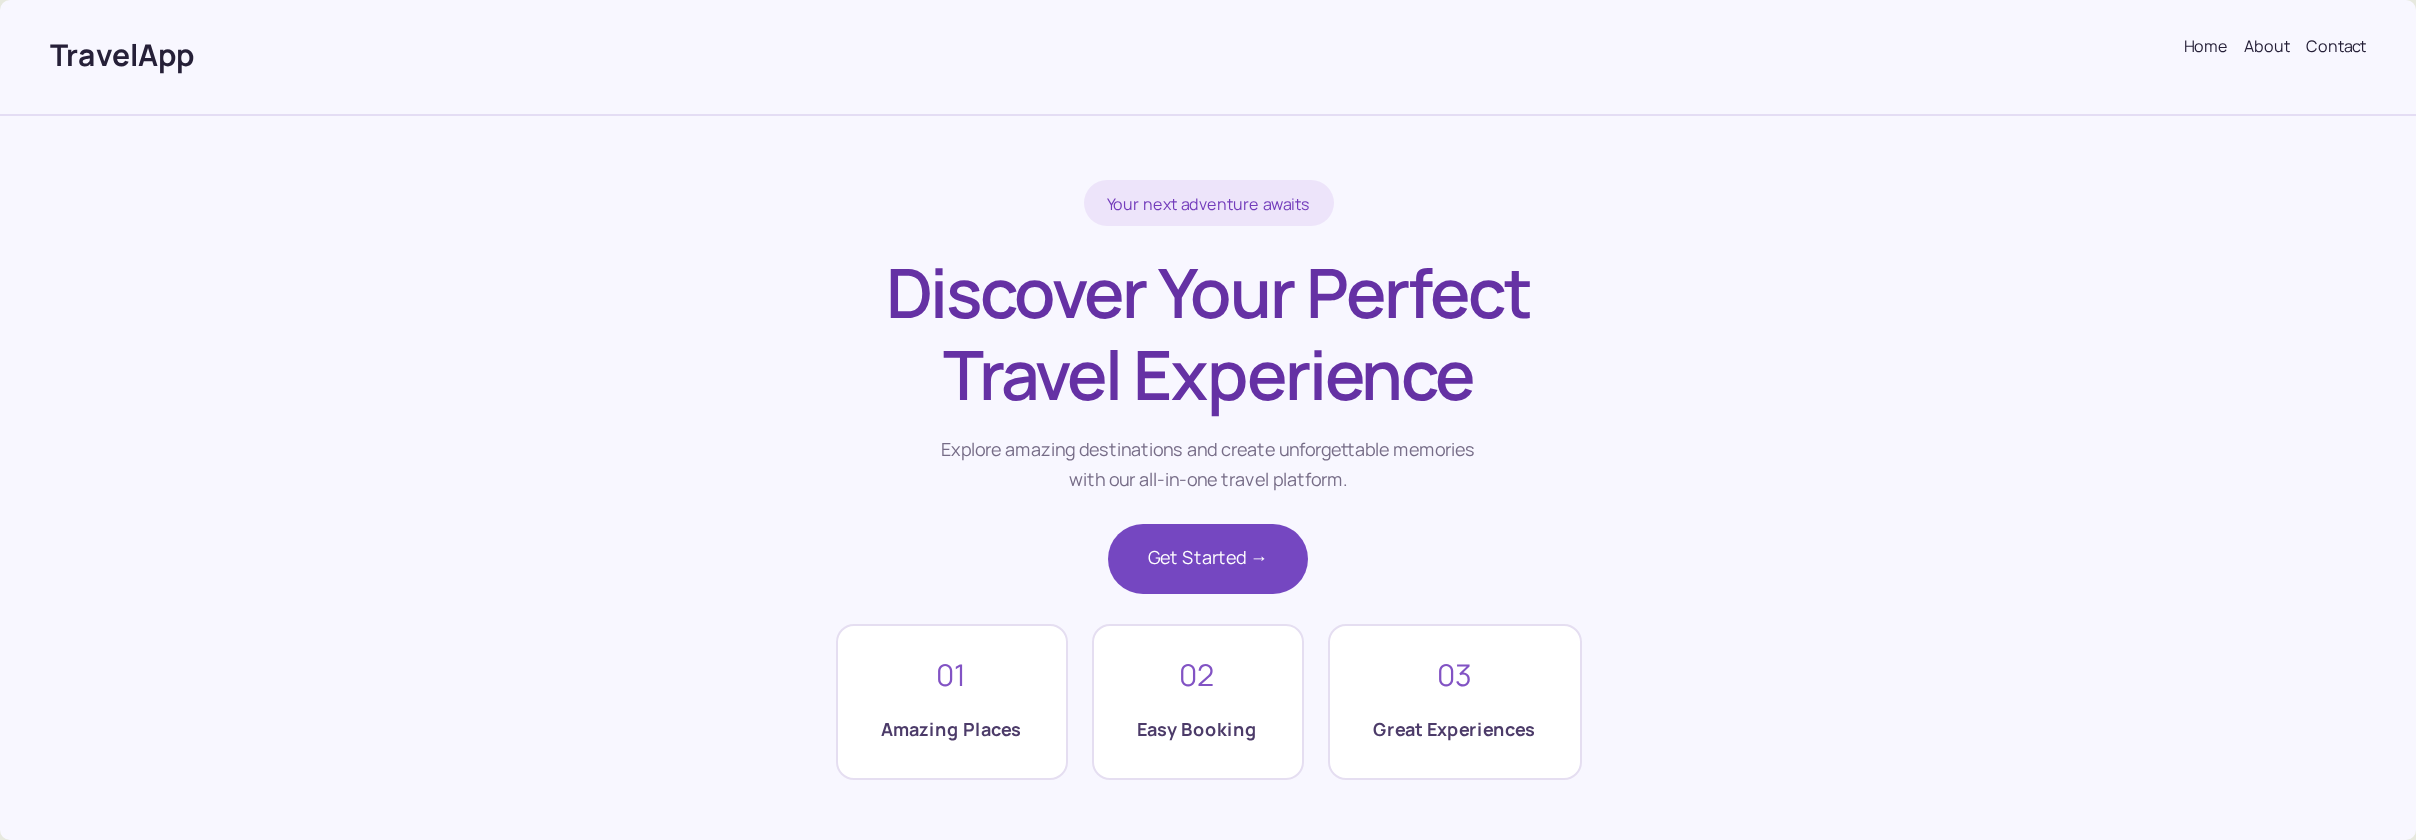 TravelApp
Home About Contact
Your next adventure awaits
Discover Your Perfect
Travel Experience
Explore amazing destinations and create unforgettable memories
with our all-in-one travel platform.
Get Started →
01
Amazing Places
02
Easy Booking
03
Great Experiences